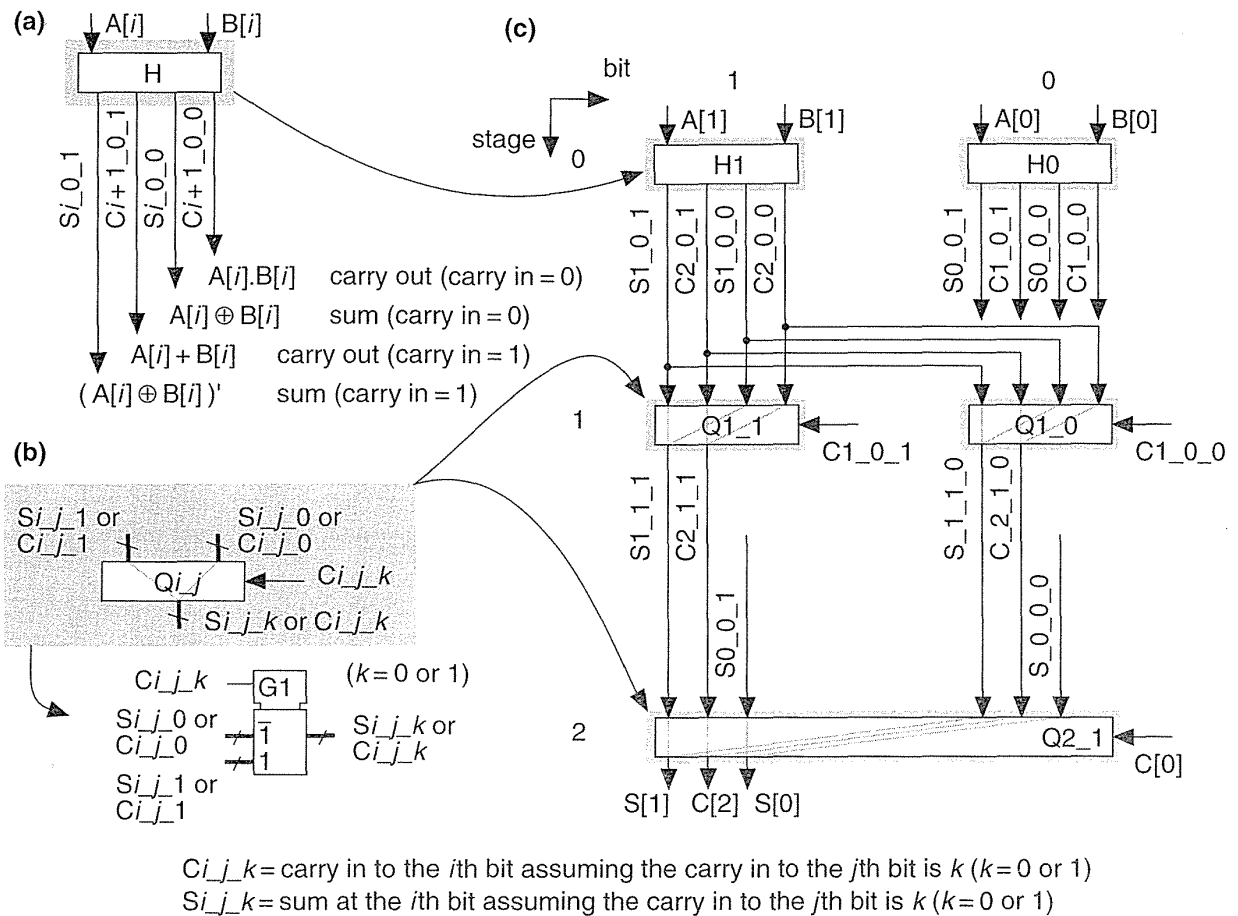 (a)
A[i]
B[i]
H
Si_0_1
Ci+1_0_1
Si_0_0
Ci+1_0_0
A[i].B[i] carry out (carry in = 0)
A[i] ⊕ B[i] sum (carry in = 0)
A[i] + B[i] carry out (carry in = 1)
(A[i] ⊕ B[i])' sum (carry in = 1)
(b)
Si_j_1 or
Ci_j_1
Si_j_0 or
Ci_j_0
Qi_j
Ci_j_k
Si_j_k or Ci_j_k
Ci_j_k
G1
(k = 0 or 1)
Si_j_0 or
Ci_j_0
1̅
1
Si_j_k or
Ci_j_k
Si_j_1 or
Ci_j_1
(c)
bit
1
0
stage
0
A[1]
B[1]
A[0]
B[0]
H1
H0
S1_0_1
C2_0_1
S1_0_0
C2_0_0
S0_0_1
C1_0_1
S0_0_0
C1_0_0
1
Q1_1
C1_0_1
Q1_0
C1_0_0
S1_1_1
C2_1_1
S0_0_1
S_1_1_0
C_2_1_0
S_0_0_0
2
Q2_1
C[0]
S[1]
C[2]
S[0]
Ci_j_k = carry in to the ith bit assuming the carry in to the jth bit is k (k = 0 or 1)
Si_j_k = sum at the ith bit assuming the carry in to the jth bit is k (k = 0 or 1)